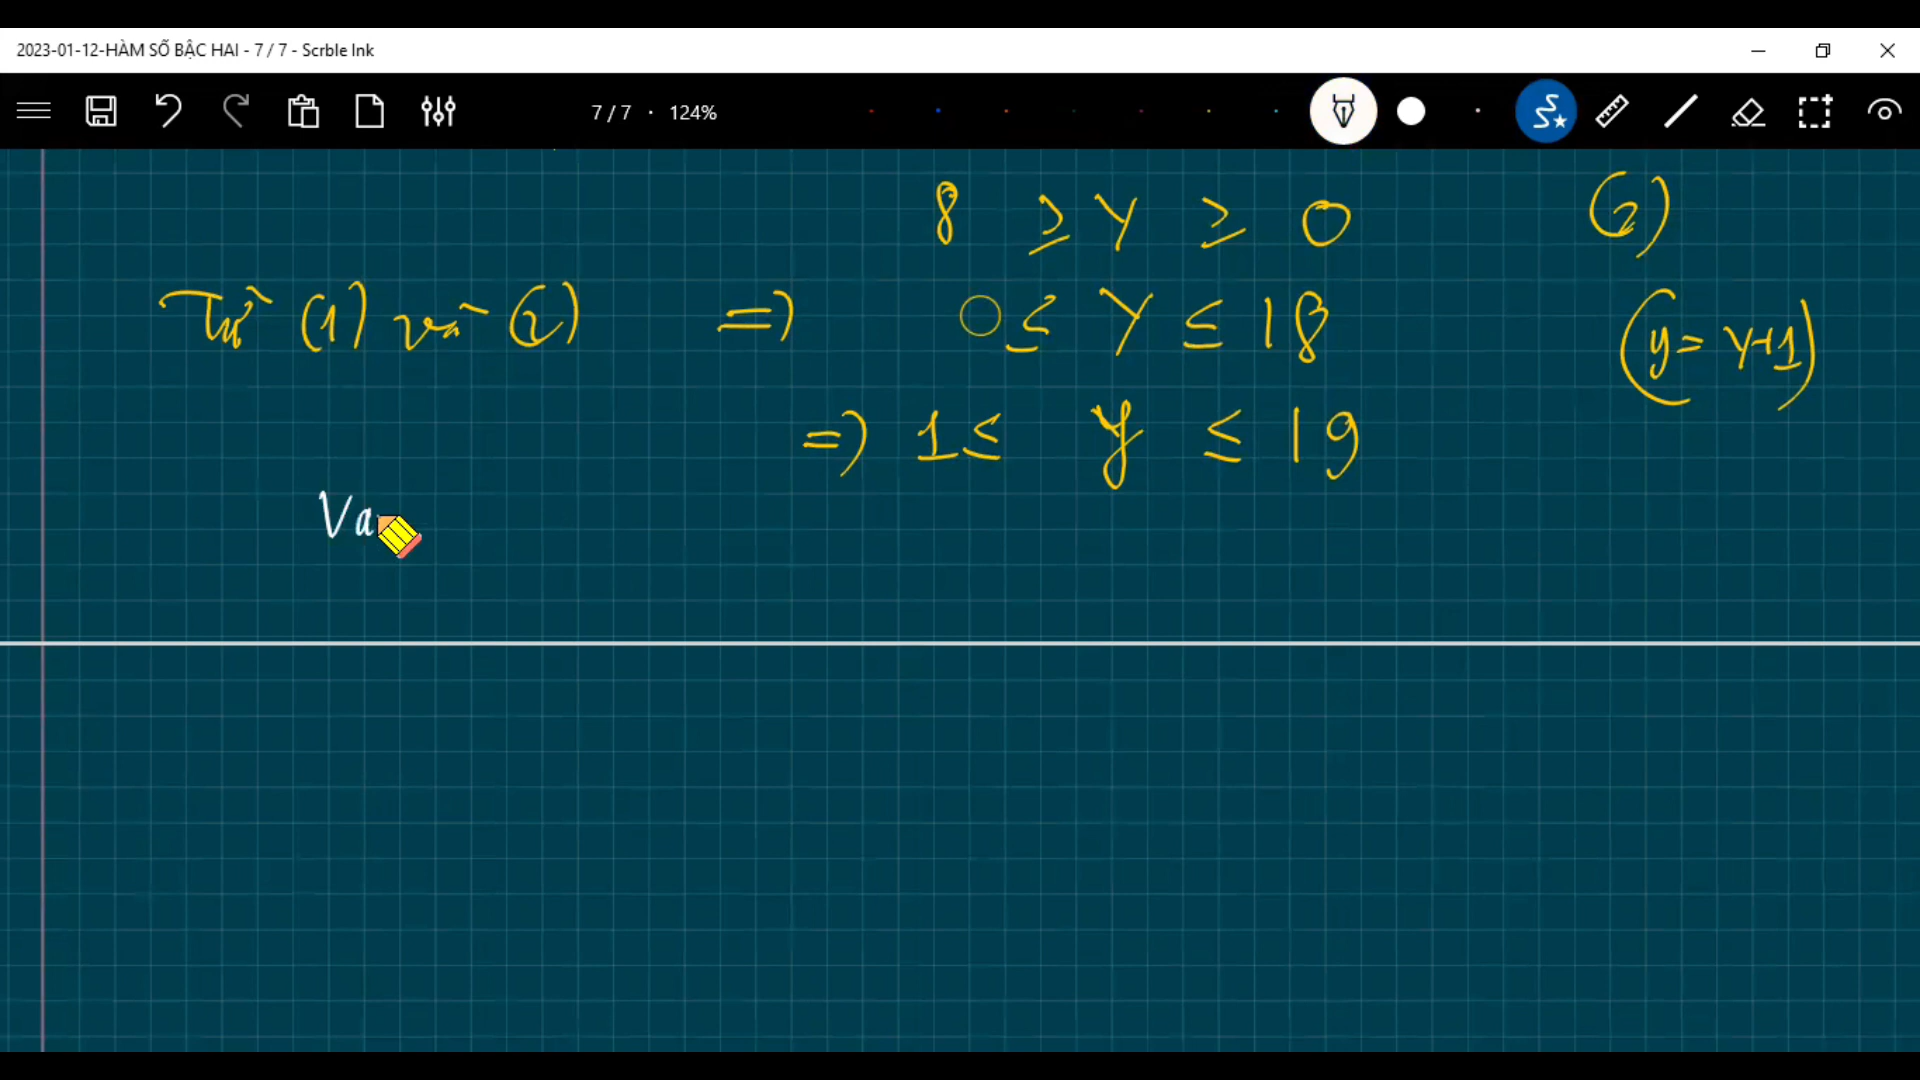 2023-01-12-HÀM SỐ BẬC HAI - 7 / 7 - Scrble Ink
7 / 7 · 124%
8 ≥ Y ≥ 0 (2)
Từ (1) và (2) => 0 ≤ Y ≤ 18 (y = Y+1)
=> 1 ≤ y ≤ 19
Va